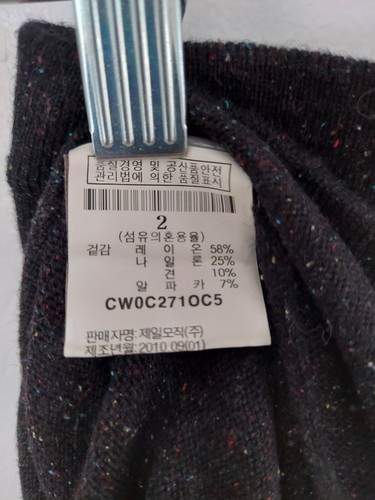 품질경영 및 공산품안전
관리법에 의한 품질표시
2
(섬유의혼용율)
겉감 레 이 온 58%
나 일 론 25%
견 10%
알 파 카 7%
CW0C271OC5
판매자명: 제일모직(주)
제조년월: 2010.09(01)